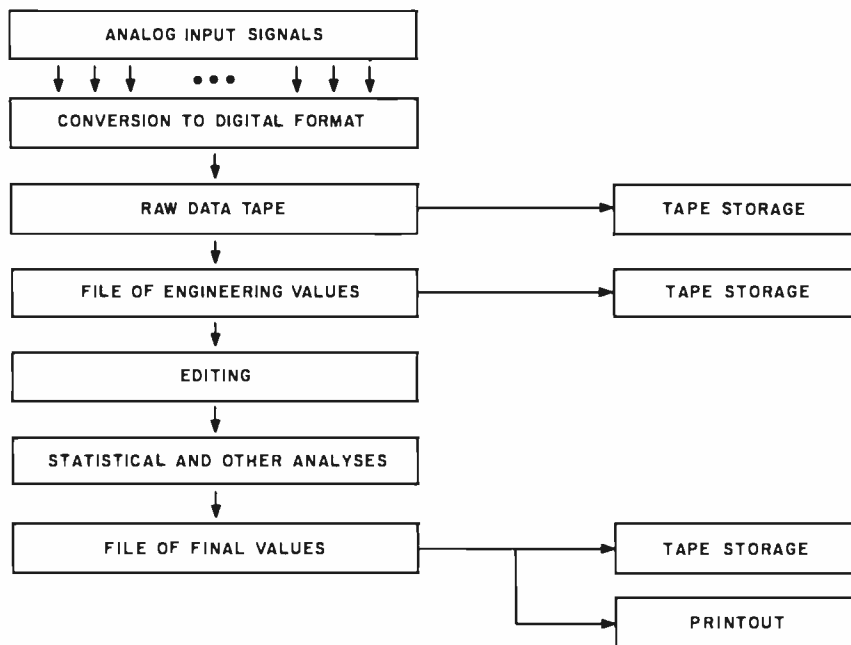 ANALOG INPUT SIGNALS
CONVERSION TO DIGITAL FORMAT
RAW DATA TAPE
TAPE STORAGE
FILE OF ENGINEERING VALUES
TAPE STORAGE
EDITING
STATISTICAL AND OTHER ANALYSES
FILE OF FINAL VALUES
TAPE STORAGE
PRINTOUT